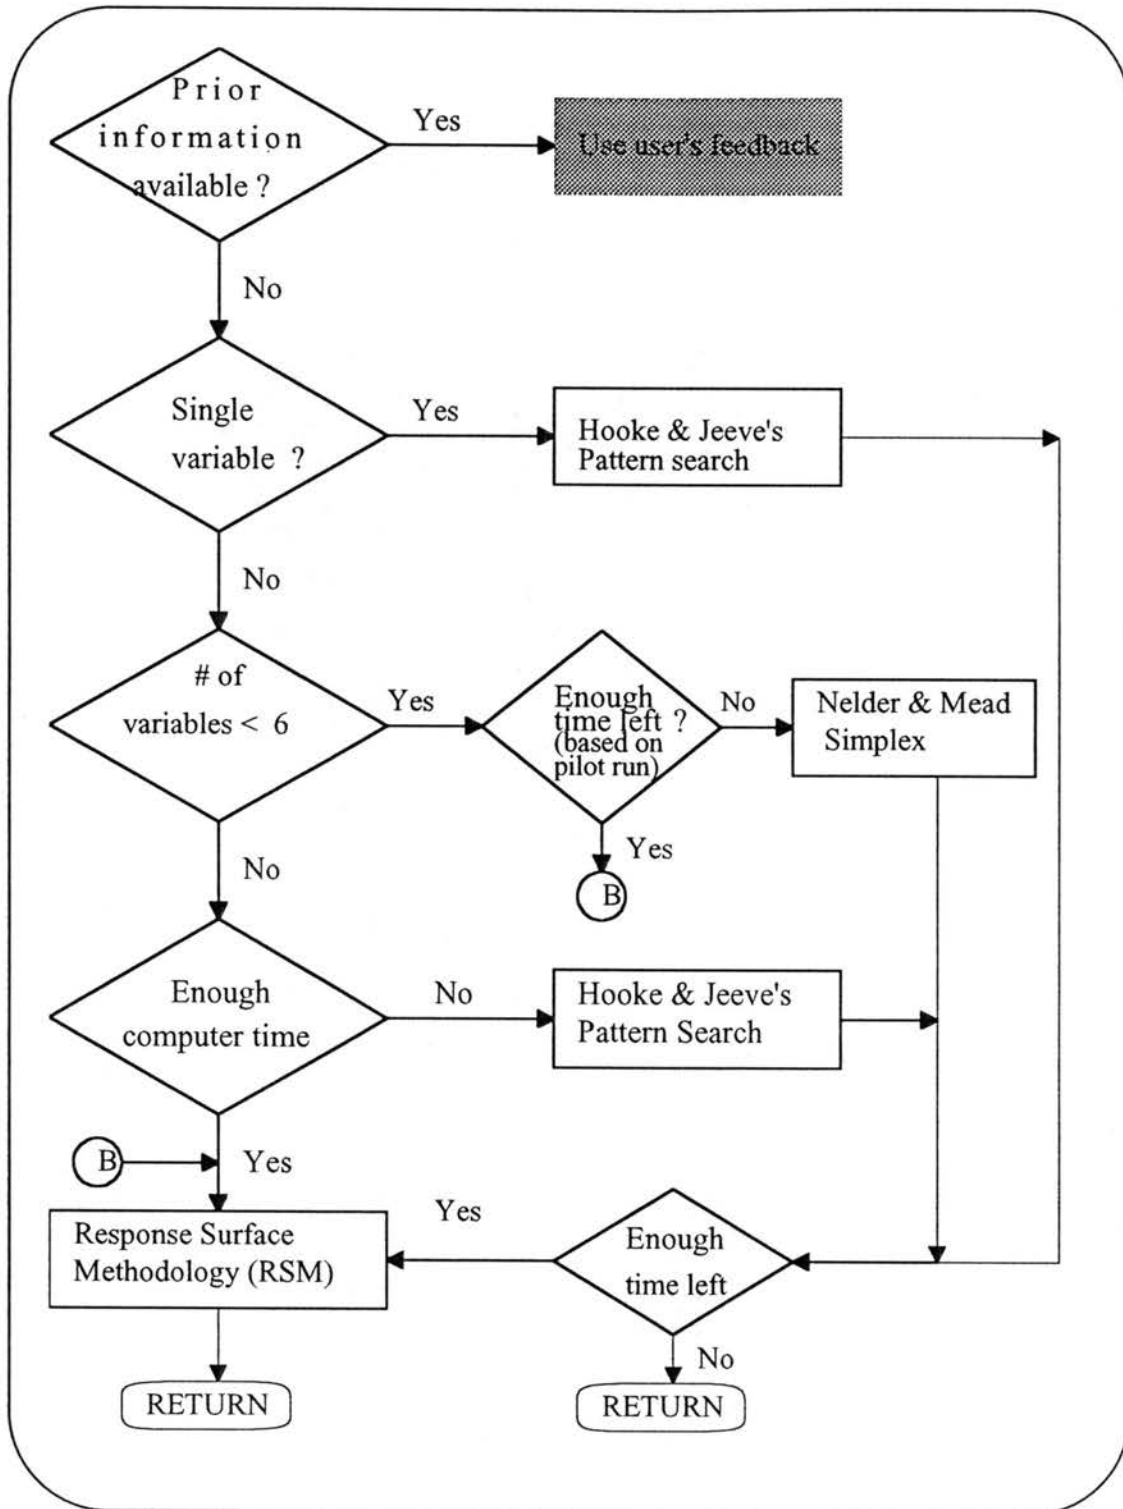 Prior
information
available ?
Yes
Use user's feedback
No
Single
variable ?
Yes
Hooke & Jeeve's
Pattern search
No
# of
variables < 6
Yes
Enough
time left ?
(based on
pilot run)
No
Nelder & Mead
Simplex
Yes
B
No
Enough
computer time
No
Hooke & Jeeve's
Pattern Search
B
Yes
Response Surface
Methodology (RSM)
Yes
Enough
time left
No
RETURN
RETURN